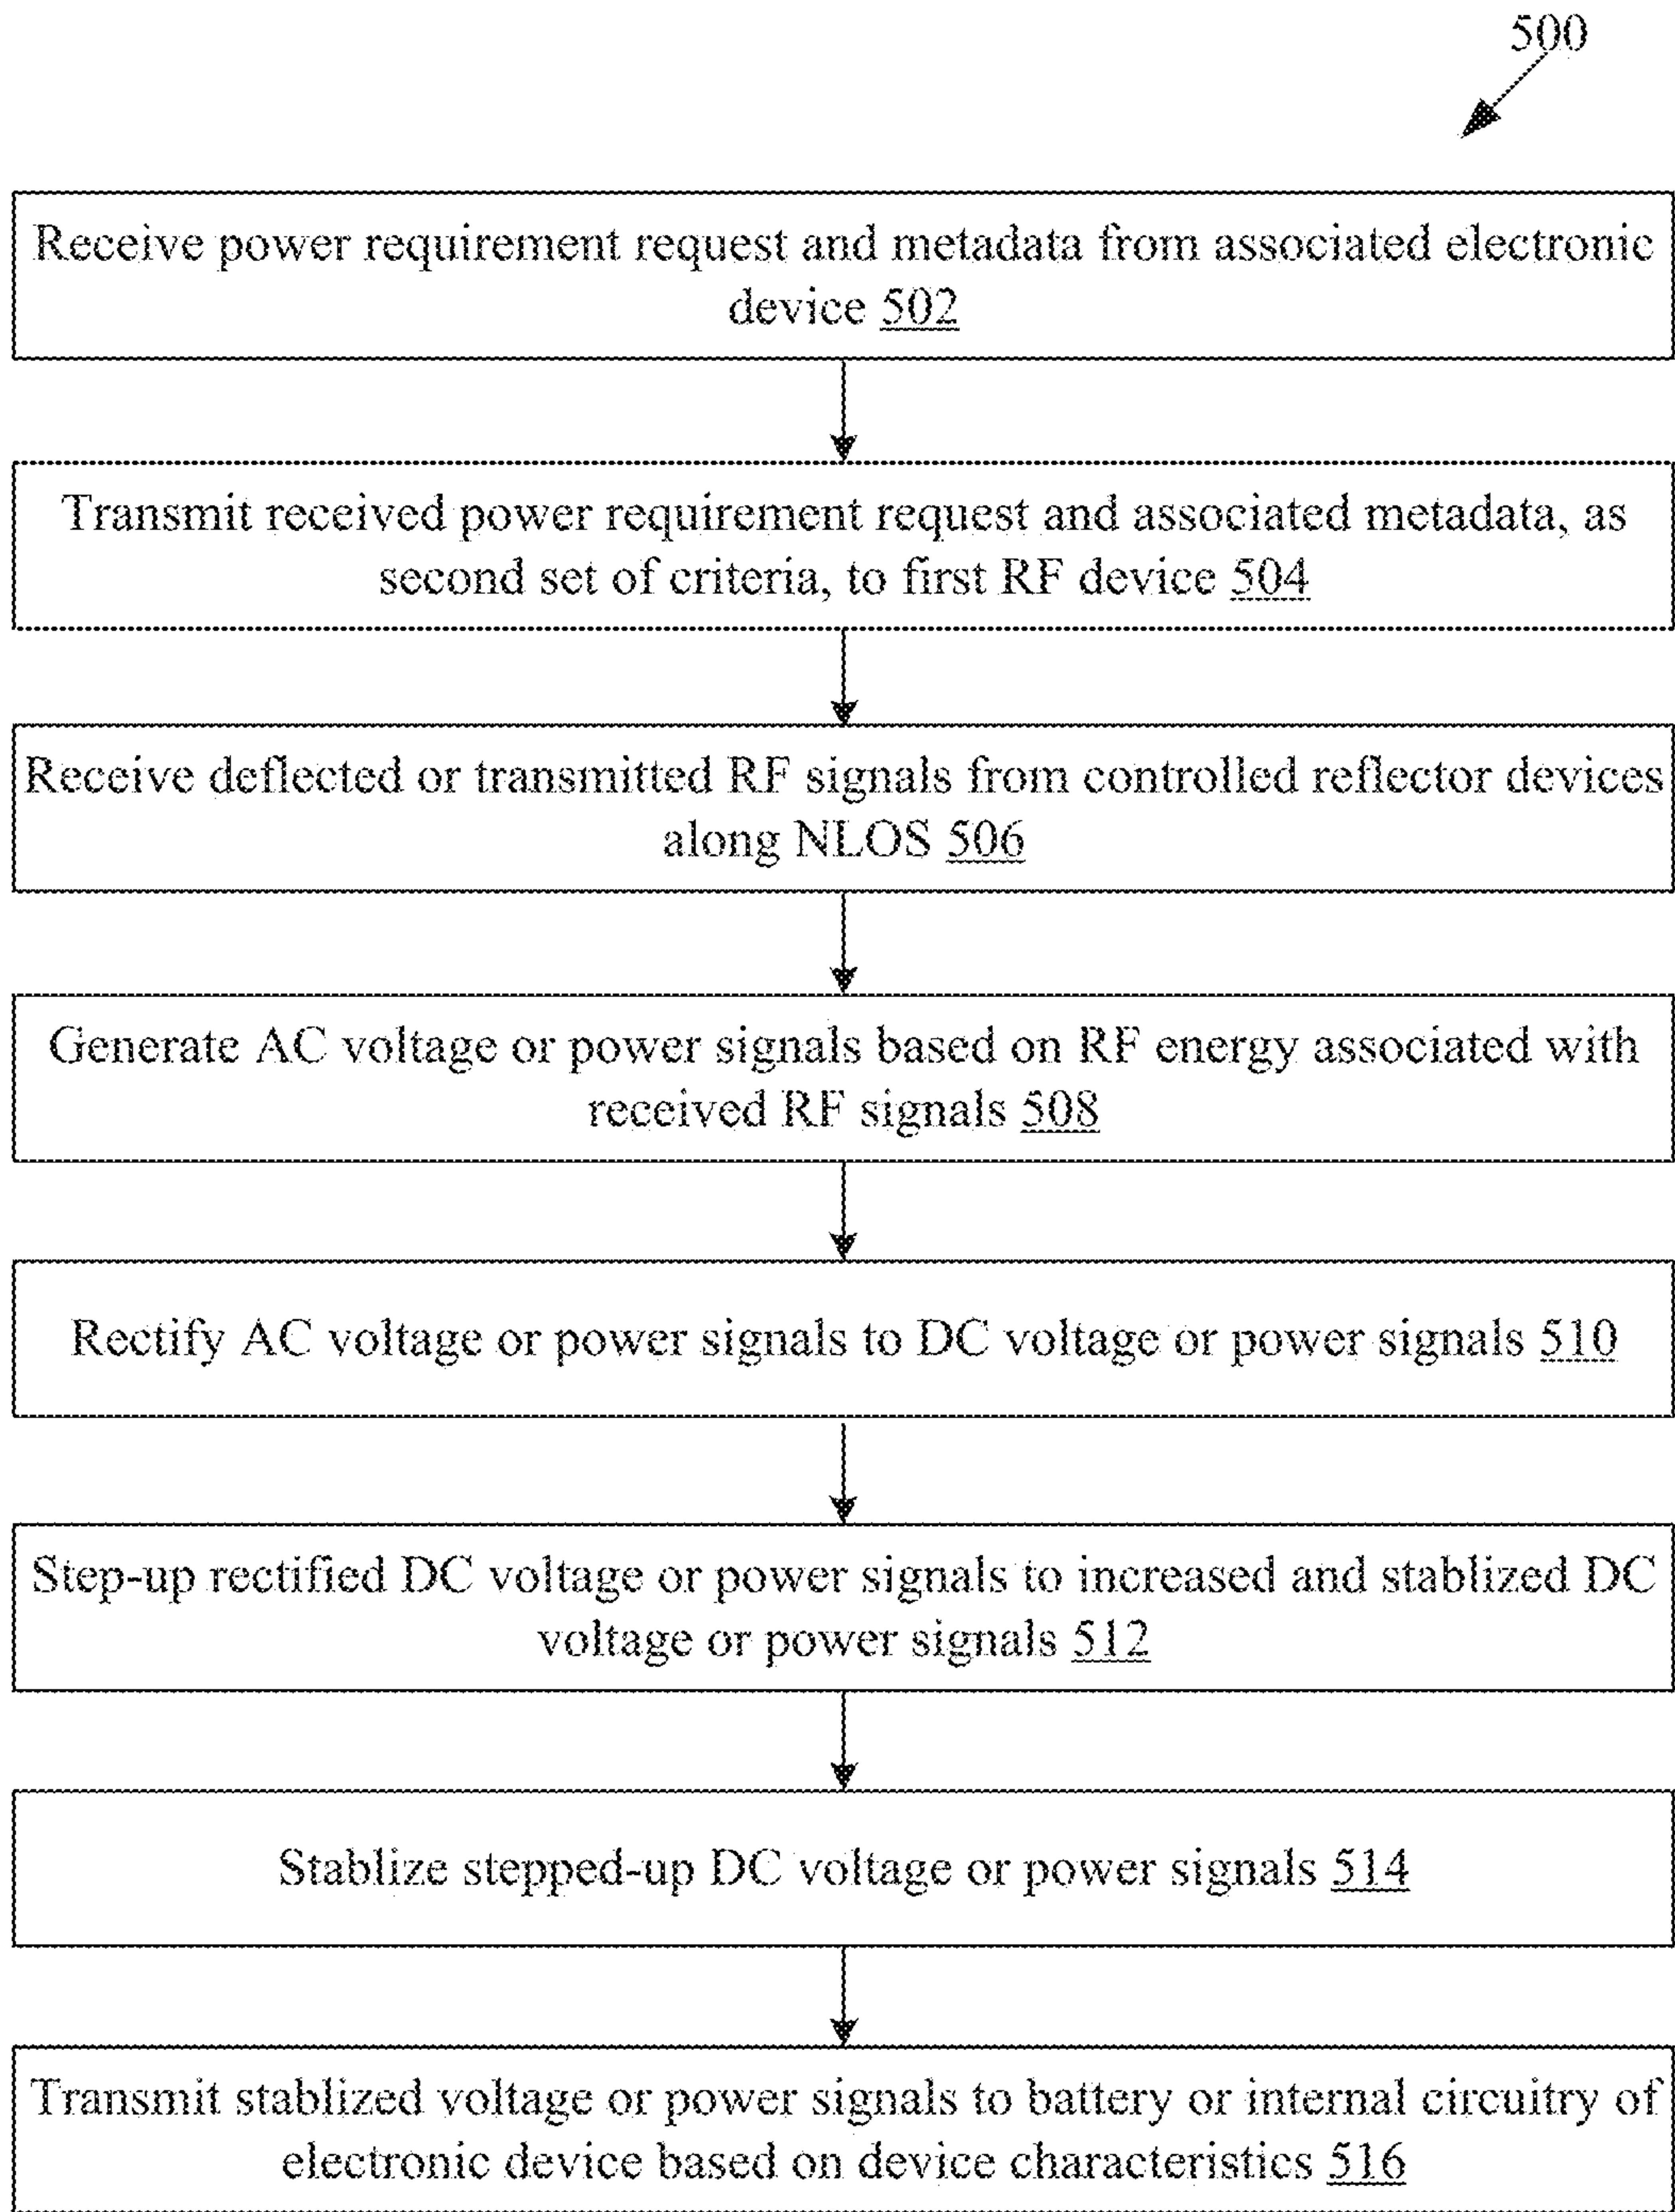 500
Receive power requirement request and metadata from associated electronic
device 502
Transmit received power requirement request and associated metadata, as
second set of criteria, to first RF device 504
Receive deflected or transmitted RF signals from controlled reflector devices
along NLOS 506
Generate AC voltage or power signals based on RF energy associated with
received RF signals 508
Rectify AC voltage or power signals to DC voltage or power signals 510
Step-up rectified DC voltage or power signals to increased and stablized DC
voltage or power signals 512
Stablize stepped-up DC voltage or power signals 514
Transmit stablized voltage or power signals to battery or internal circuitry of
electronic device based on device characteristics 516